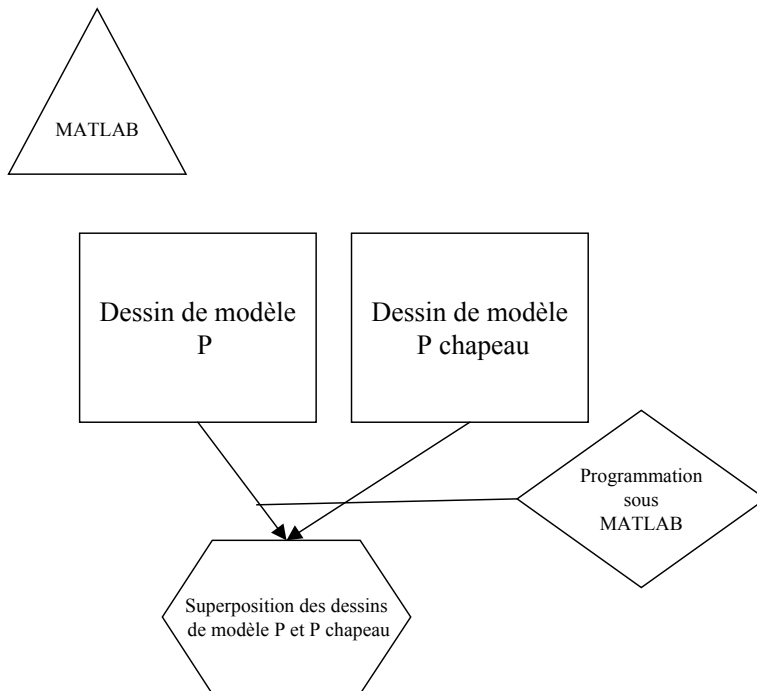 MATLAB
Dessin de modèle
P
Dessin de modèle
P chapeau
Programmation
sous
MATLAB
Superposition des dessins
de modèle P et P chapeau